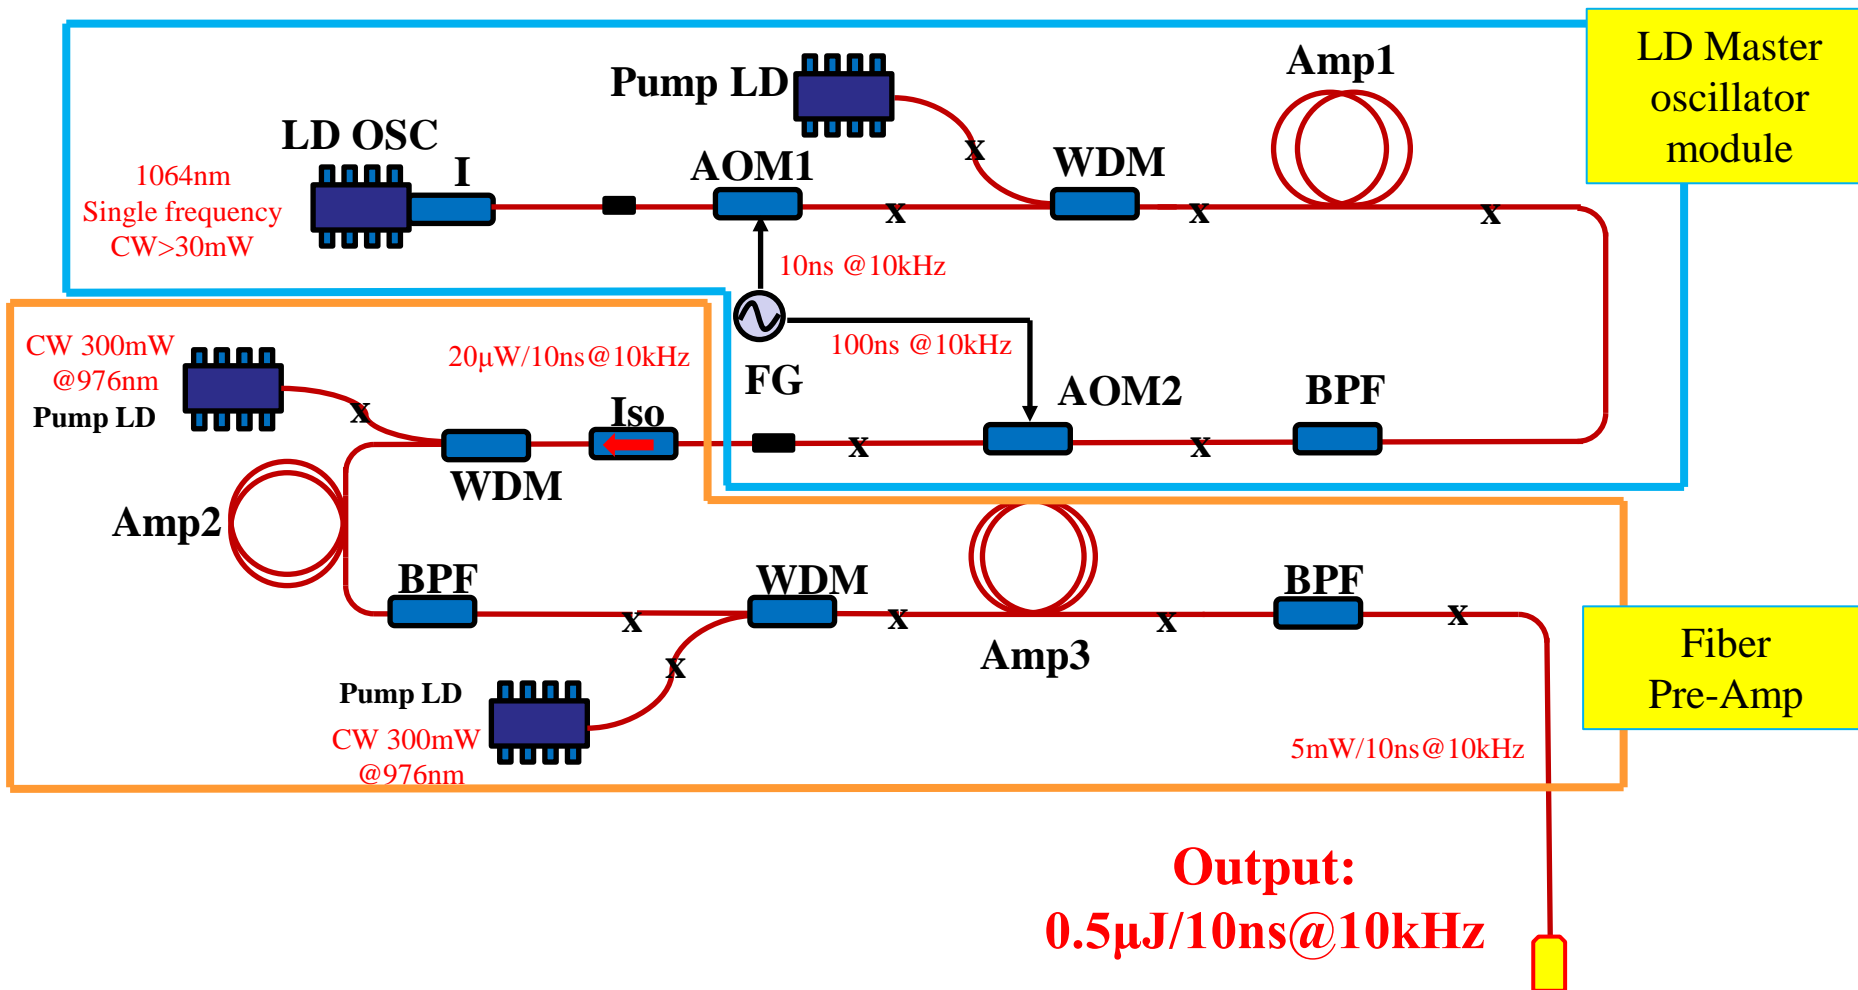 LD Master
oscillator
module
Amp1
Pump LD
LD OSC
I
AOM1
WDM
1064nm
Single frequency
CW>30mW
x
x
x
x
10ns @10kHz
FG
100ns @10kHz
AOM2
BPF
x
x
CW 300mW
@976nm
Pump LD
20μW/10ns@10kHz
x
Iso
WDM
Amp2
BPF
x
WDM
x
x
Amp3
x
BPF
x
Pump LD
CW 300mW
@976nm
Fiber
Pre-Amp
5mW/10ns@10kHz
Output:
0.5μJ/10ns@10kHz